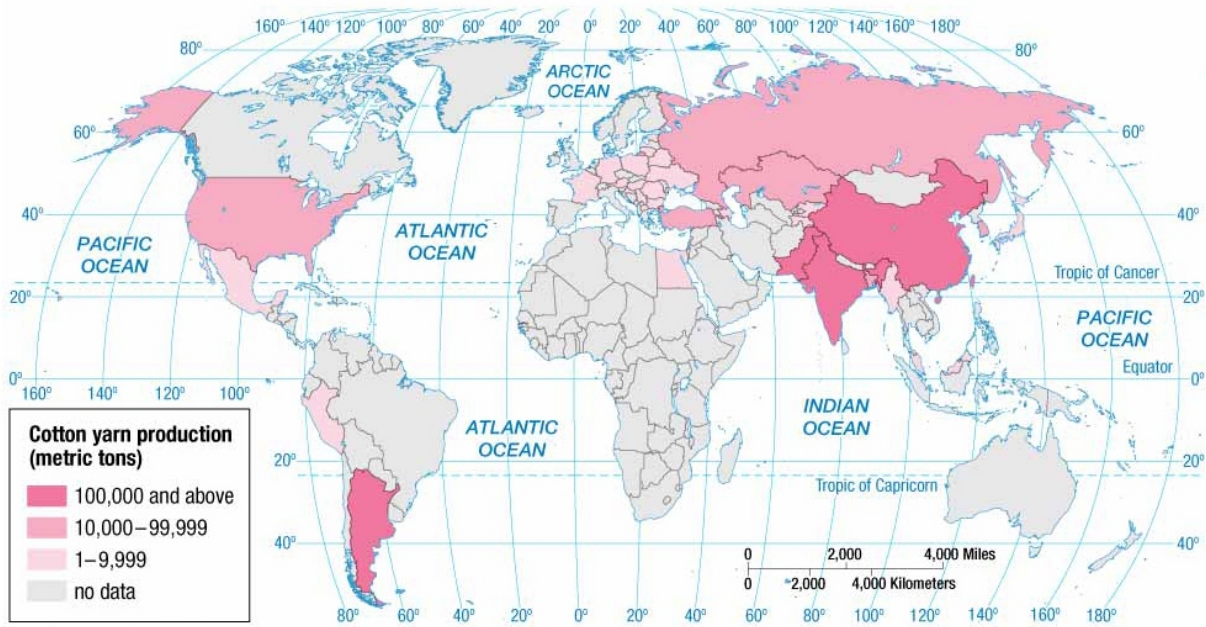 160° 140° 120° 100° 80° 60° 40° 20° 0° 20° 40° 60° 80° 100° 120° 140° 160° 180°
80° 80°
ARCTIC
OCEAN
60° 60°
40° 40°
PACIFIC
OCEAN
ATLANTIC
OCEAN
Tropic of Cancer
20° 20°
PACIFIC
OCEAN
Equator
0° 0°
160° 140° 120° 100°
INDIAN
OCEAN
ATLANTIC
OCEAN
20° 20°
Tropic of Capricorn
40° 40°
0 2,000 4,000 Miles
0 2,000 4,000 Kilometers
80° 60° 40° 20° 0° 20° 40° 60° 80° 100° 120° 140° 160° 180°
Cotton yarn production
(metric tons)
100,000 and above
10,000–99,999
1–9,999
no data